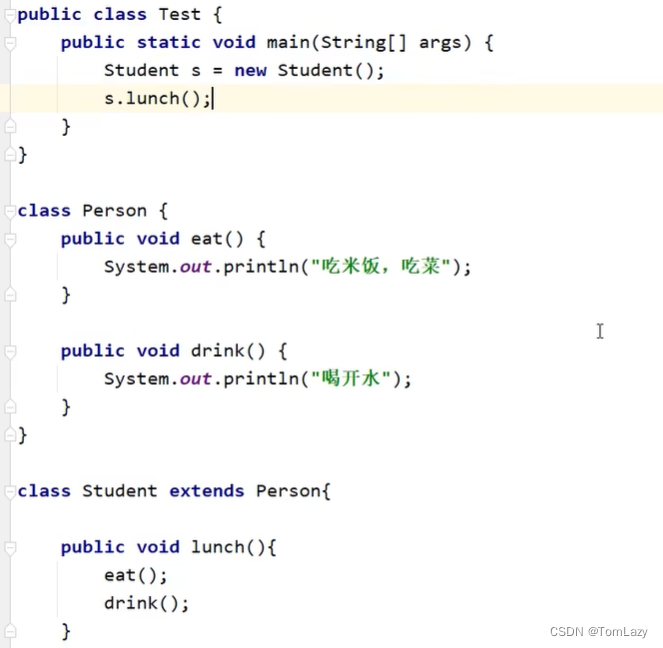 public class Test {
public static void main(String[] args) {
Student s = new Student();
s.lunch();
}
}
class Person {
public void eat() {
System.out.println("吃米饭，吃菜");
}
public void drink() {
System.out.println("喝开水");
}
}
class Student extends Person{
public void lunch(){
eat();
drink();
}
CSDN @TomLazy